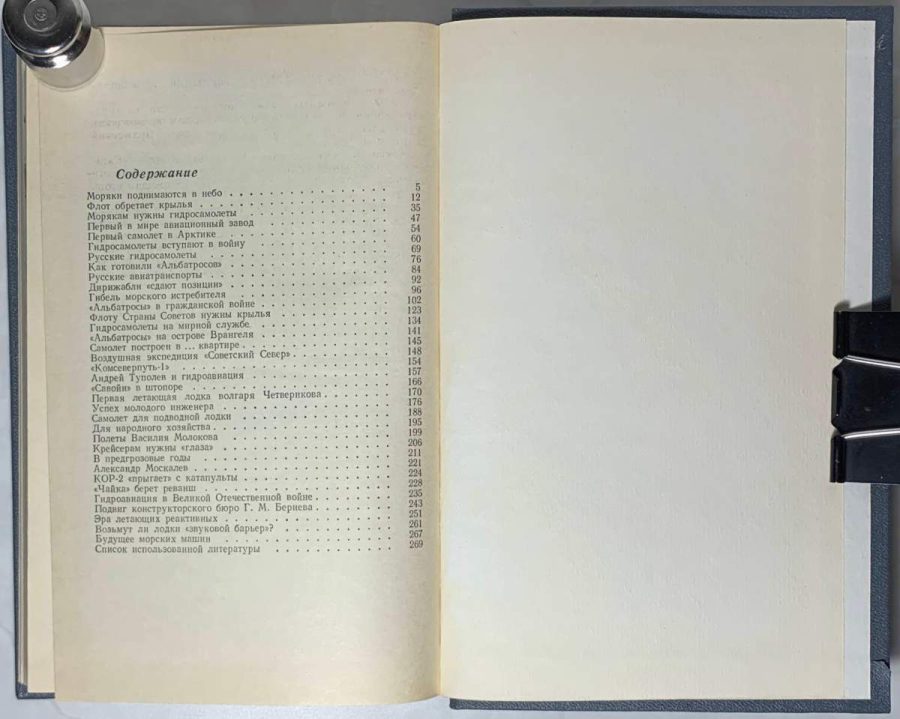 Содержание
Моряки поднимаются в небо . . . . . 5
Флот обретает крылья . . . . . 12
Морякам нужны гидросамолеты . . . . . 35
Первый в мире авиационный завод . . . . . 47
Первый самолет в Арктике . . . . . 54
Гидросамолеты вступают в войну . . . . . 60
Русские гидросамолеты . . . . . 69
Как готовили «Альбатросов» . . . . . 76
Русские авиатранспорты . . . . . 84
Дирижабли «сдают позиции» . . . . . 92
Гибель морского истребителя . . . . . 96
«Альбатросы» в гражданской войне . . . . . 102
Флоту Страны Советов нужны крылья . . . . . 123
Гидросамолеты на мирной службе . . . . . 134
«Альбатросы» на острове Врангеля . . . . . 141
Самолет построен в ... квартире . . . . . 145
Воздушная экспедиция «Советский Север» . . . . . 148
«Комсеверпуть-1» . . . . . 154
Андрей Туполев и гидроавиация . . . . . 157
«Савойи» в штопоре . . . . . 166
Первая летающая лодка волгаря Четверикова . . . . . 170
Успех молодого инженера . . . . . 176
Самолет для подводной лодки . . . . . 188
Для народного хозяйства . . . . . 195
Полеты Василия Молокова . . . . . 199
Крейсерам нужны «глаза» . . . . . 206
В предгрозовые годы . . . . . 211
Александр Москалев . . . . . 221
КОР-2 «прыгает» с катапульты . . . . . 224
«Чайка» берет реванш . . . . . 228
Гидроавиация в Великой Отечественной войне . . . . . 235
Подвиг конструкторского бюро Г. М. Бериева . . . . . 243
Эра летающих реактивных . . . . . 251
Возьмут ли лодки «звуковой барьер»? . . . . . 261
Будущее морских машин . . . . . 267
Список использованной литературы . . . . . 269